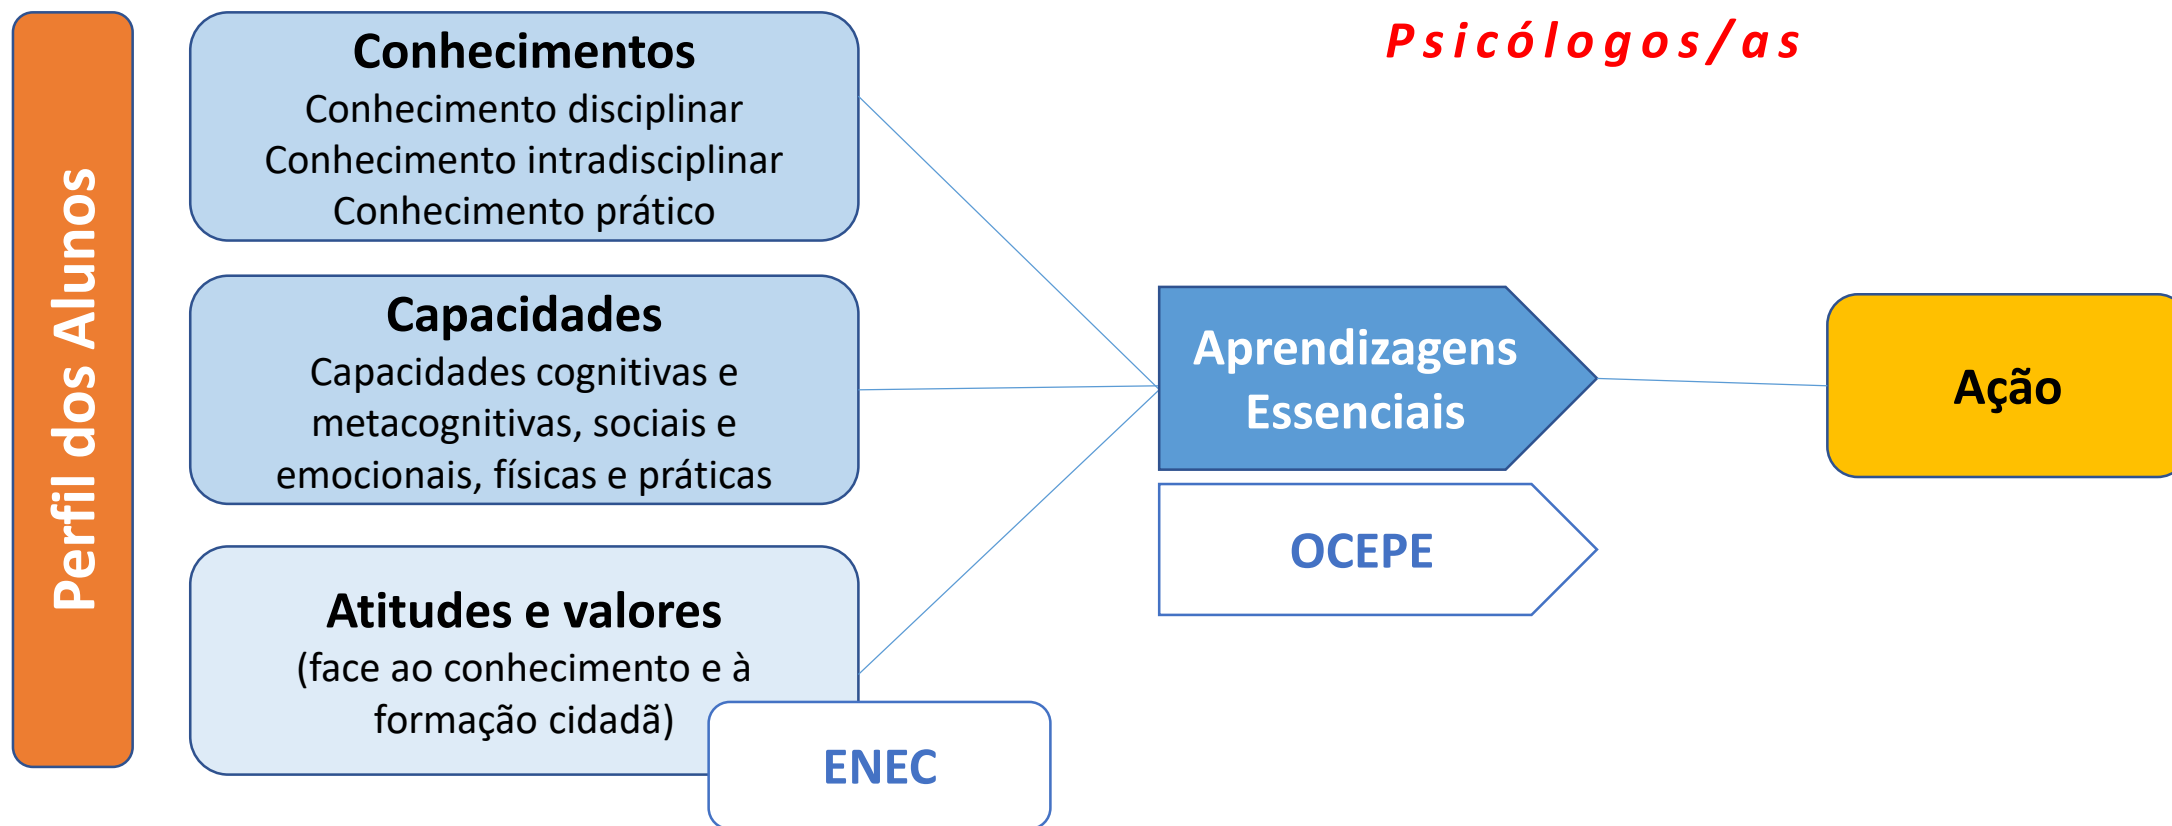 Perfil dos Alunos
Conhecimentos
Conhecimento disciplinar
Conhecimento intradisciplinar
Conhecimento prático
Capacidades
Capacidades cognitivas e
metacognitivas, sociais e
emocionais, físicas e práticas
Atitudes e valores
(face ao conhecimento e à
formação cidadã)
ENEC
Psicólogos/as
Aprendizagens
Essenciais
OCEPE
Ação